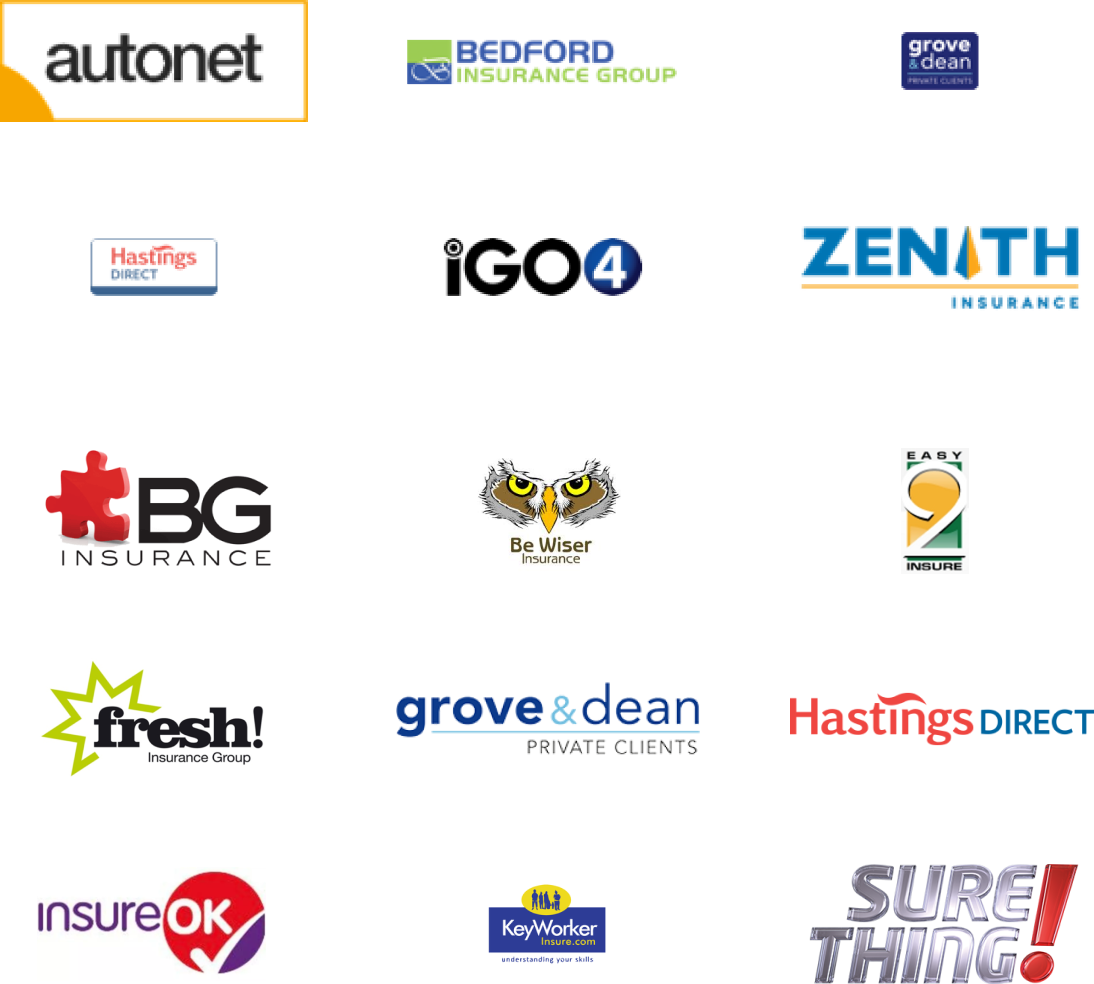 autonet
BEDFORD
INSURANCE GROUP
grove
& dean
PRIVATE CLIENTS
Hastings
DIRECT
iGO4
ZENITH
INSURANCE
BG
INSURANCE
Be Wiser
Insurance
EASY
2
INSURE
fresh!
Insurance Group
grove & dean
PRIVATE CLIENTS
Hastings DIRECT
insureOK
KeyWorker
Insure.com
understanding your skills
SURE
THING!